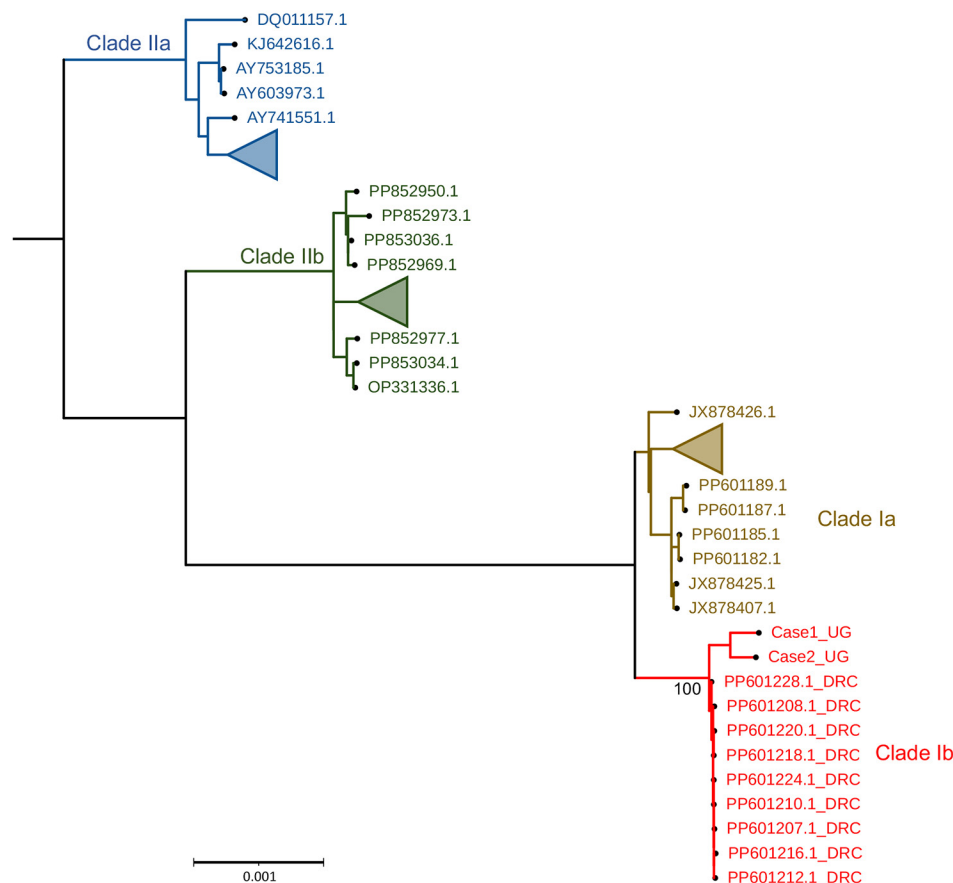 DQ011157.1
Clade IIa
KJ642616.1
AY753185.1
AY603973.1
AY741551.1
PP852950.1
PP852973.1
PP853036.1
Clade IIb
PP852969.1
PP852977.1
PP853034.1
OP331336.1
JX878426.1
PP601189.1
PP601187.1
Clade Ia
PP601185.1
PP601182.1
JX878425.1
JX878407.1
Case1_UG
Case2_UG
PP601228.1_DRC
100
PP601208.1_DRC
PP601220.1_DRC
PP601218.1_DRC
Clade Ib
PP601224.1_DRC
PP601210.1_DRC
PP601207.1_DRC
PP601216.1_DRC
PP601212.1_DRC
0.001